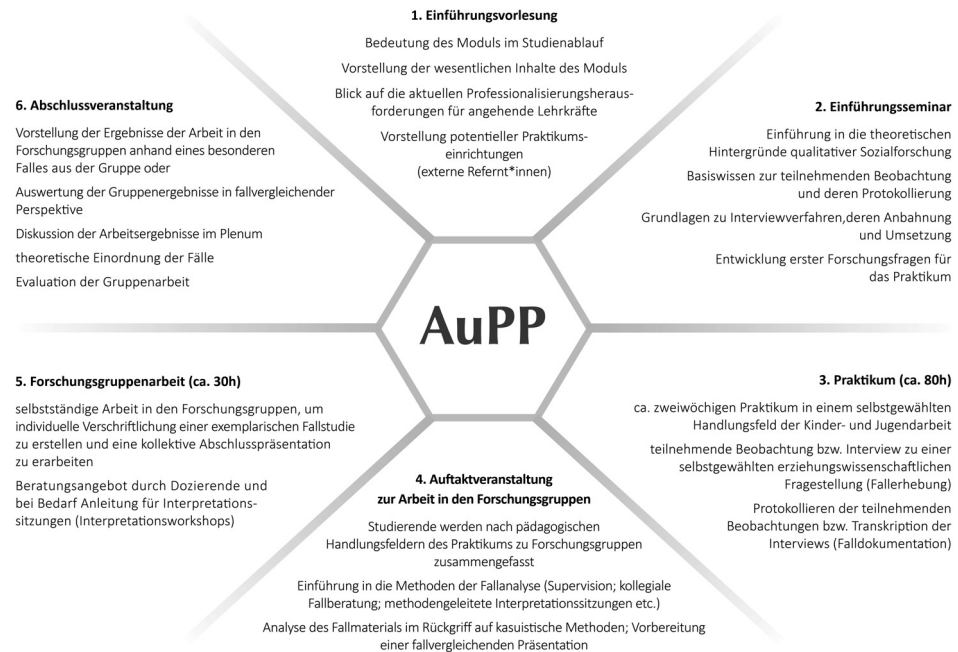 1. Einführungsvorlesung
Bedeutung des Moduls im Studienablauf
Vorstellung der wesentlichen Inhalte des Moduls
Blick auf die aktuellen Professionalisierungsheraus-
forderungen für angehende Lehrkräfte
Vorstellung potentieller Praktikums-
einrichtungen
(externe Refernt*innen)
2. Einführungsseminar
Einführung in die theoretischen
Hintergründe qualitativer Sozialforschung
Basiswissen zur teilnehmenden Beobachtung
und deren Protokollierung
Grundlagen zu Interviewverfahren,deren Anbahnung
und Umsetzung
Entwicklung erster Forschungsfragen für
das Praktikum
3. Praktikum (ca. 80h)
ca. zweiwöchigen Praktikum in einem selbstgewählten
Handlungsfeld der Kinder- und Jugendarbeit
teilnehmende Beobachtung bzw. Interview zu einer
selbstgewählten erziehungswissenschaftlichen
Fragestellung (Fallerhebung)
Protokollieren der teilnehmenden
Beobachtungen bzw. Transkription der
Interviews (Falldokumentation)
4. Auftaktveranstaltung
zur Arbeit in den Forschungsgruppen
Studierende werden nach pädagogischen
Handlungsfeldern des Praktikums zu Forschungsgruppen
zusammengefasst
Einführung in die Methoden der Fallanalyse (Supervision; kollegiale
Fallberatung; methodengeleitete Interpretationssitzungen etc.)
Analyse des Fallmaterials im Rückgriff auf kasuistische Methoden; Vorbereitung
einer fallvergleichenden Präsentation
5. Forschungsgruppenarbeit (ca. 30h)
selbstständige Arbeit in den Forschungsgruppen, um
individuelle Verschriftlichung einer exemplarischen Fallstudie
zu erstellen und eine kollektive Abschlusspräsentation
zu erarbeiten
Beratungsangebot durch Dozierende und
bei Bedarf Anleitung für Interpretations-
sitzungen (Interpretationsworkshops)
6. Abschlussveranstaltung
Vorstellung der Ergebnisse der Arbeit in den
Forschungsgruppen anhand eines besonderen
Falles aus der Gruppe oder
Auswertung der Gruppenergebnisse in fallvergleichender
Perspektive
Diskussion der Arbeitsergebnisse im Plenum
theoretische Einordnung der Fälle
Evaluation der Gruppenarbeit
AuPP